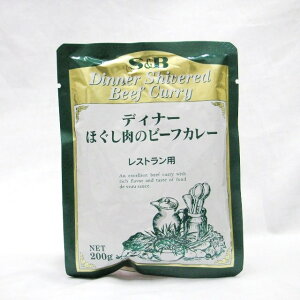 S&B
Dinner Shivered
Beef Curry
ディナー
ほぐし肉のビーフカレー
レストラン用
An excellent beef curry with
rich flavor and taste of fond
de veau sauce.
NET
200g